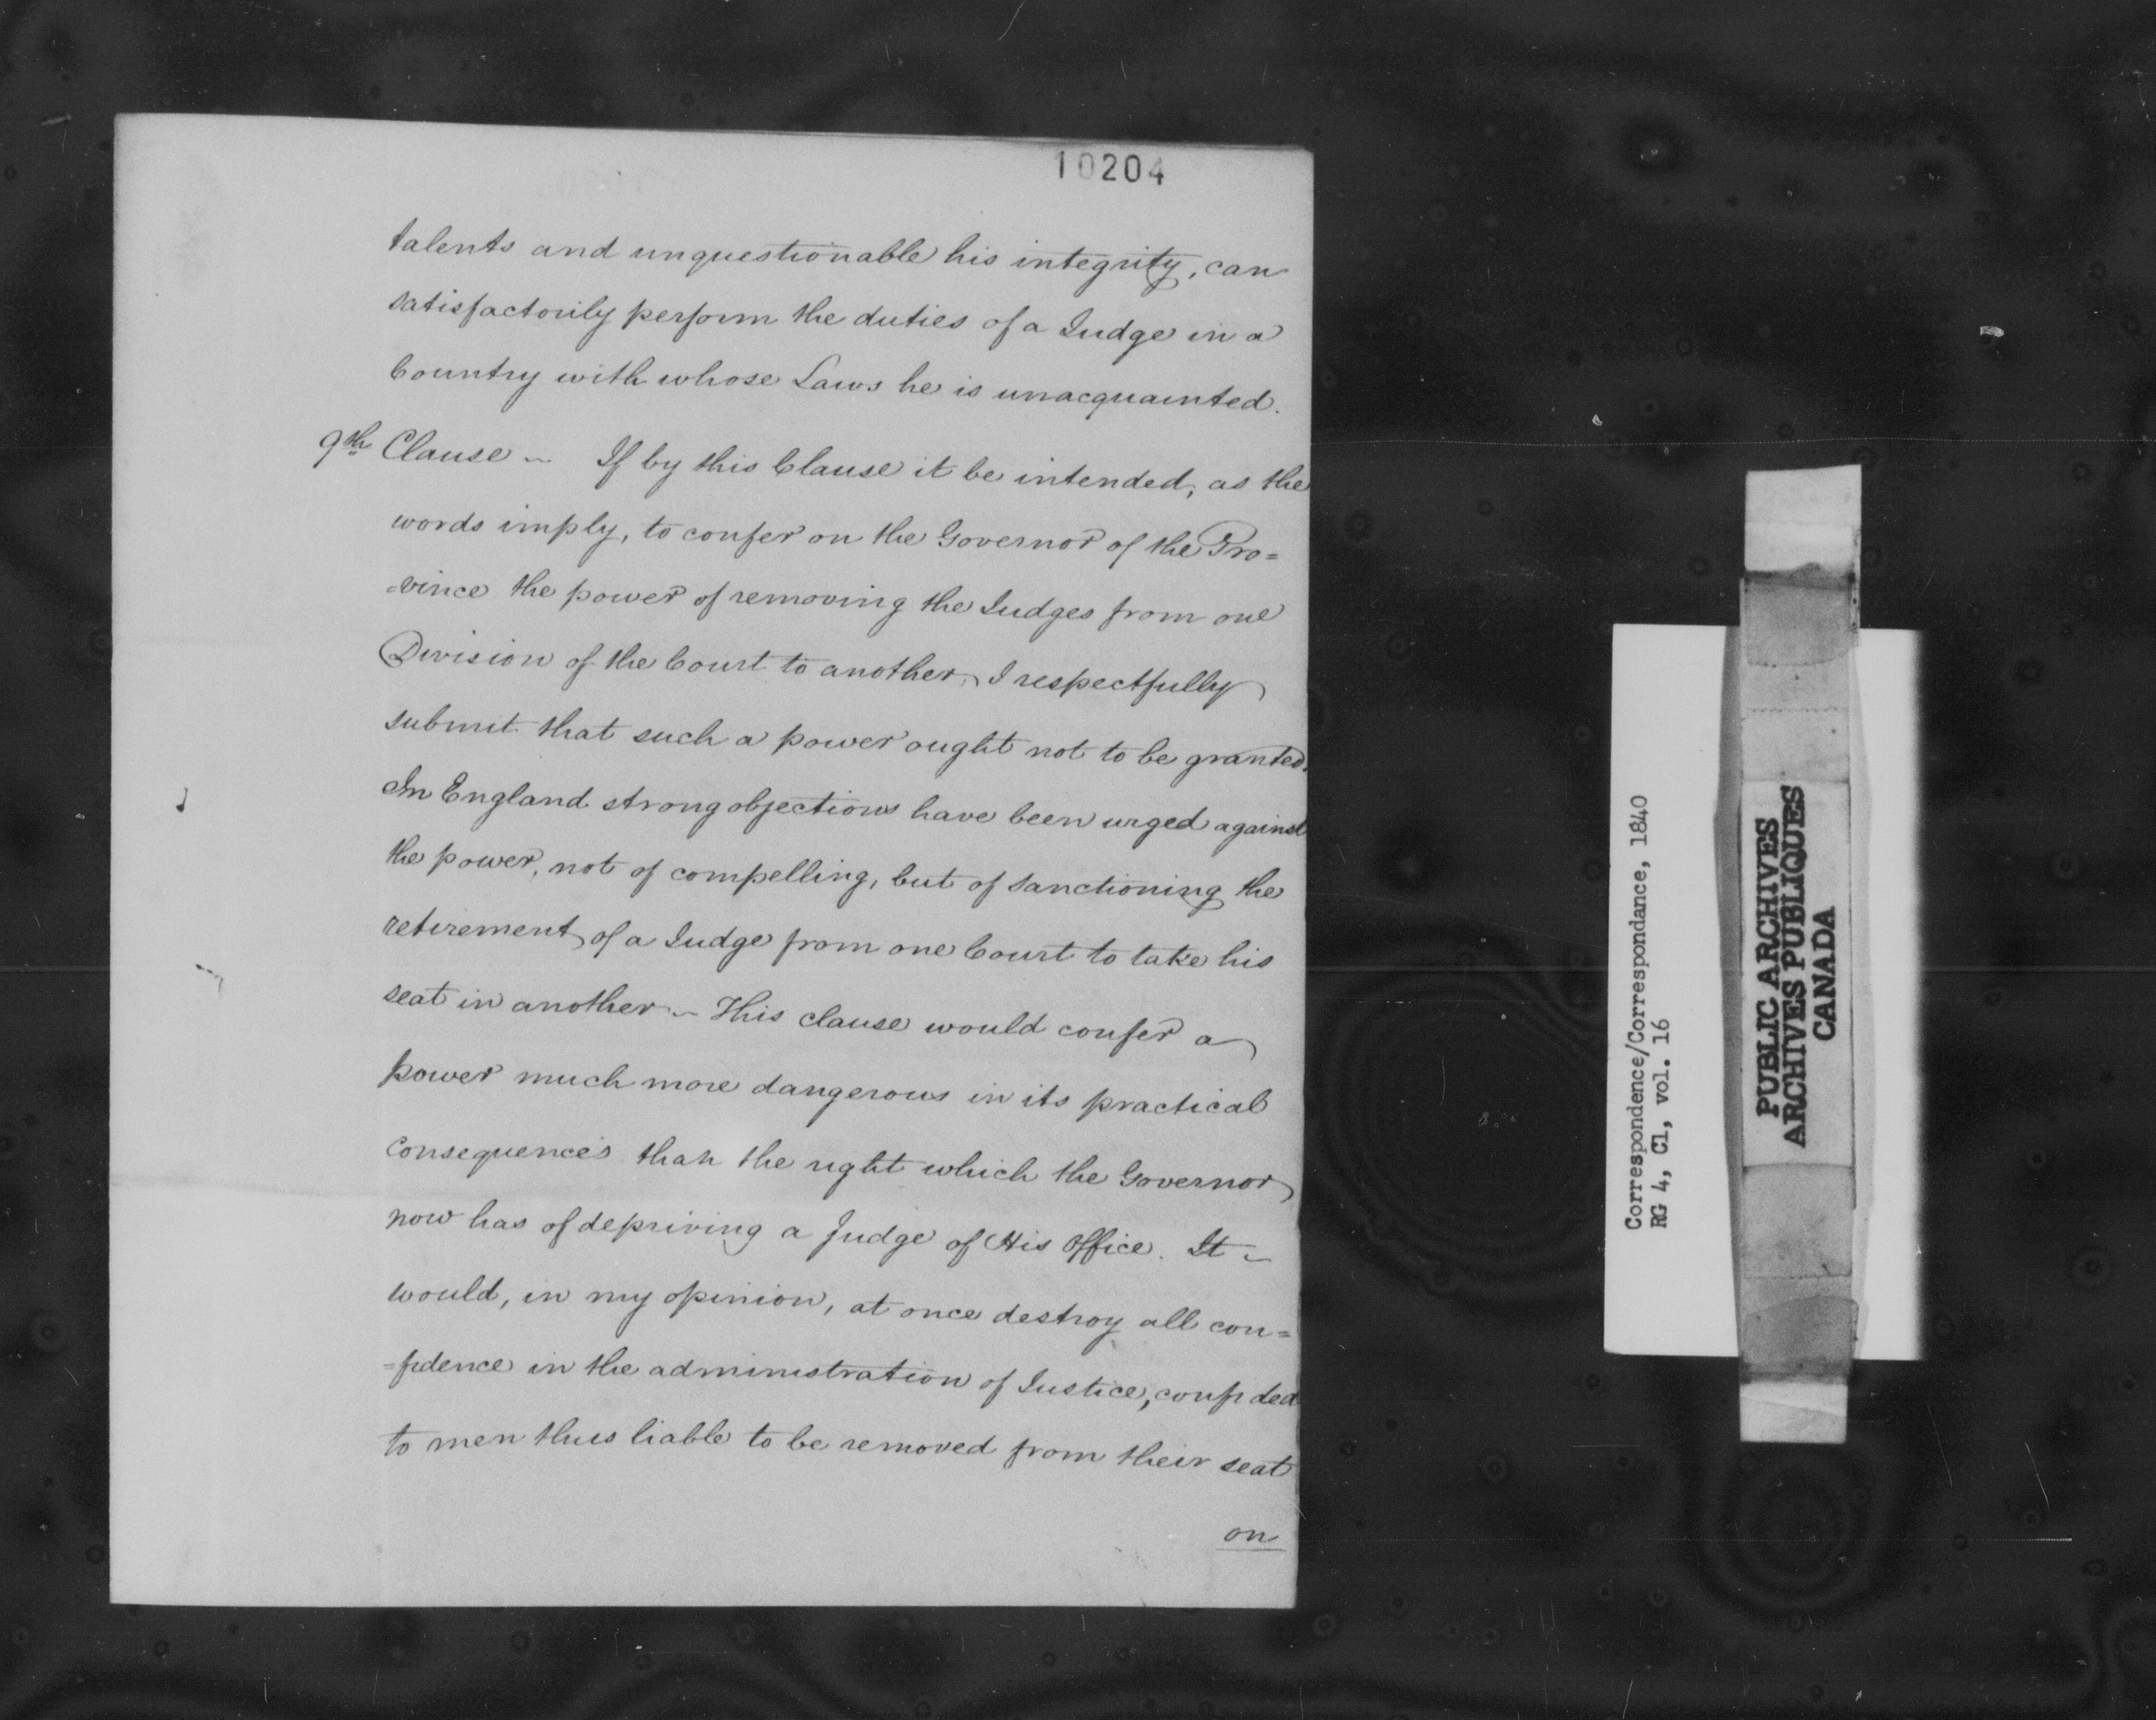 10204
talents and unquestionable his integrity, can
satisfactorily perform the duties of a Judge in a
Country with whose Laws he is unacquainted.
9th Clause ~ If by this Clause it be intended, as the
words imply, to confer on the Governor of the Pro=
=vince the power of removing the Judges from one
Division of the Court to another, I respectfully
submit that such a power ought not to be granted.
In England strong objections have been urged against
the power, not of compelling, but of sanctioning the
retirement of a Judge from one Court to take his
seat in another ~ This clause would confer a
power much more dangerous in its practical
consequences than the right which the Governor
now has of depriving a Judge of His Office. It ~
would, in my opinion, at once destroy all con=
=fidence in the administration of Justice, confided
to men thus liable to be removed from their seat
on
Correspondence/Correspondance, 1840
RG 4, C1, vol. 16
PUBLIC ARCHIVES
ARCHIVES PUBLIQUES
CANADA